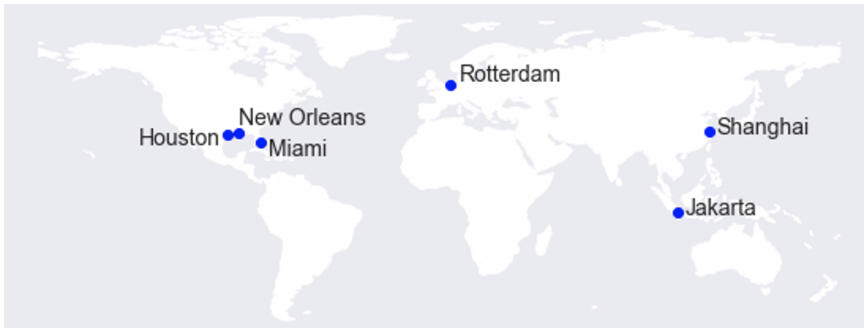 Rotterdam
New Orleans
Houston
Miami
Shanghai
Jakarta